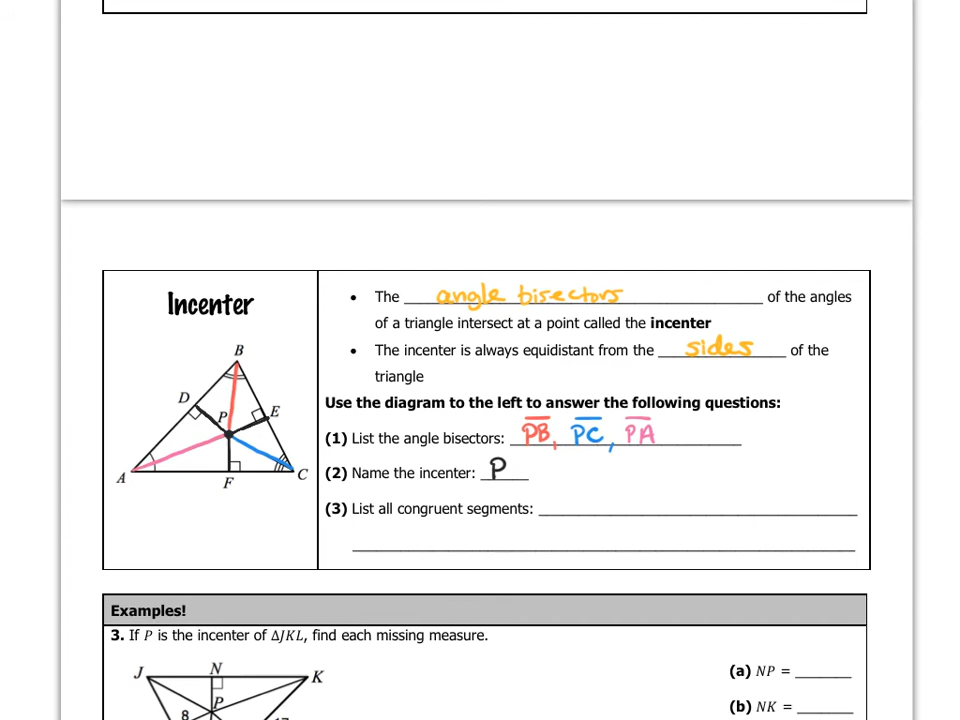 Incenter
B
D
P
E
A
F
C
• The angle bisectors of the angles
of a triangle intersect at a point called the incenter
• The incenter is always equidistant from the sides of the
triangle
Use the diagram to the left to answer the following questions:
(1) List the angle bisectors: PB, PC, PA
(2) Name the incenter: P
(3) List all congruent segments:
Examples!
3. If P is the incenter of ΔJKL, find each missing measure.
J
N
K
P
8
(a) NP =
(b) NK =